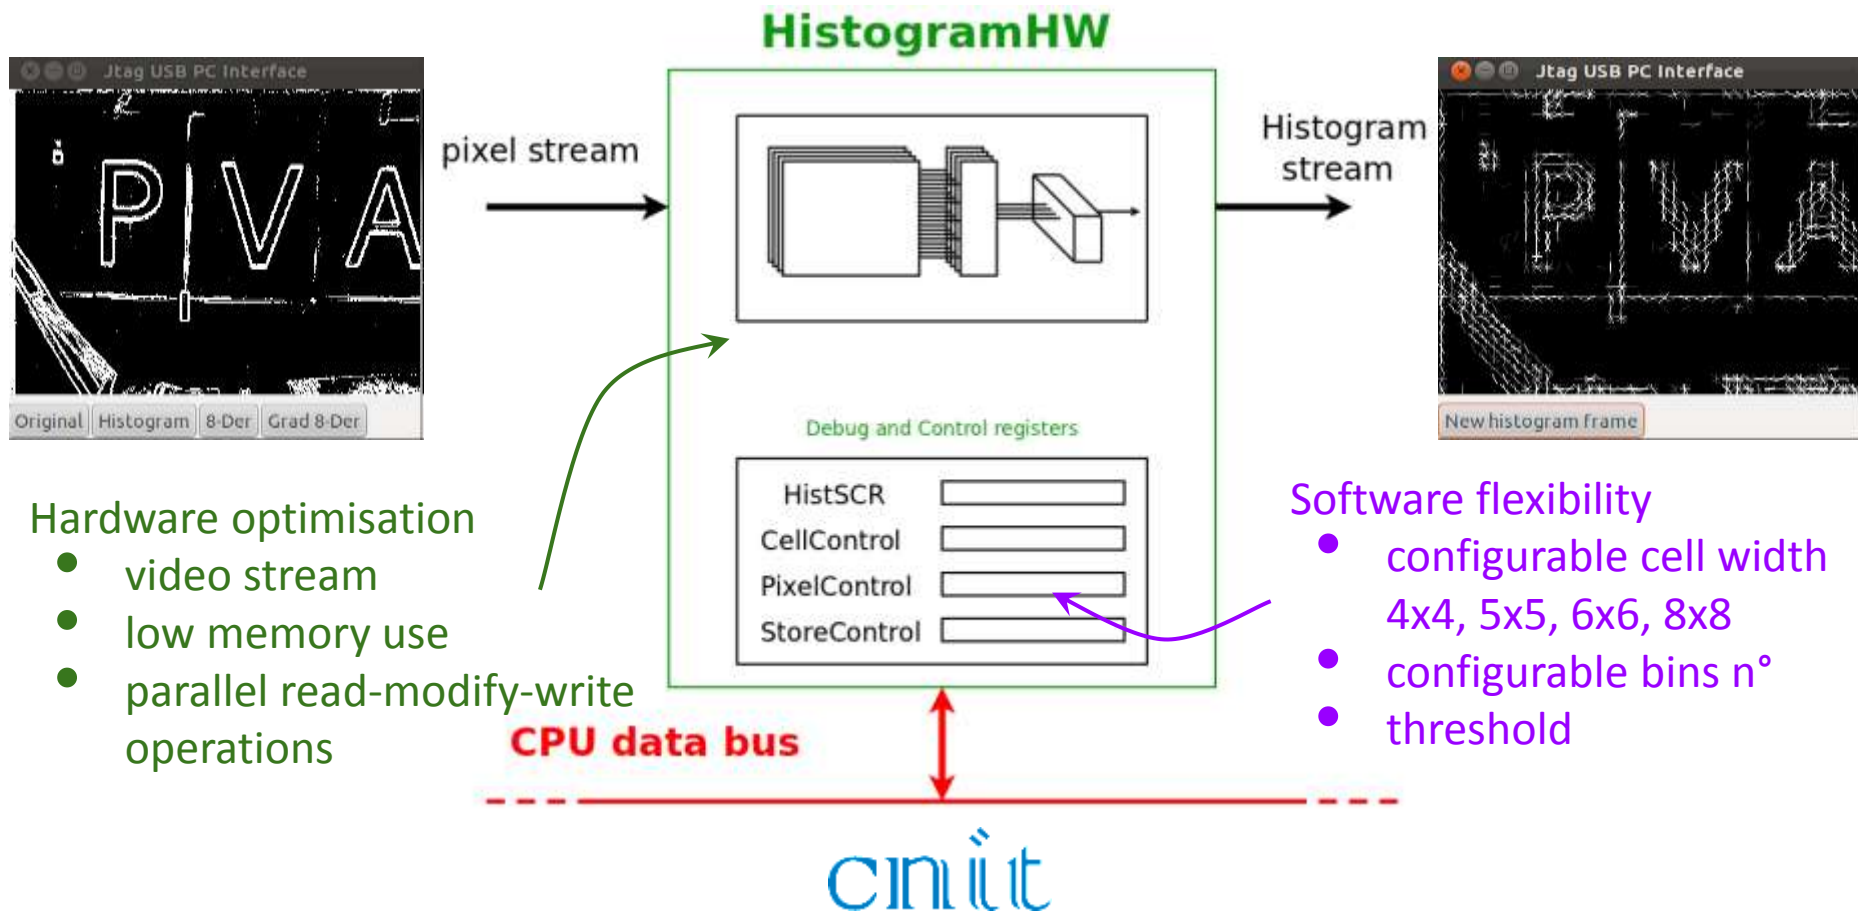 HistogramHW
Jtag USB PC Interface
P V A
Original Histogram 8-Der Grad 8-Der
pixel stream
Histogram
stream
Jtag USB PC Interface
P V A
New histogram frame
Debug and Control registers
HistSCR
CellControl
PixelControl
StoreControl
Hardware optimisation
• video stream
• low memory use
• parallel read-modify-write
operations
Software flexibility
• configurable cell width
4x4, 5x5, 6x6, 8x8
• configurable bins n°
• threshold
CPU data bus
cnit